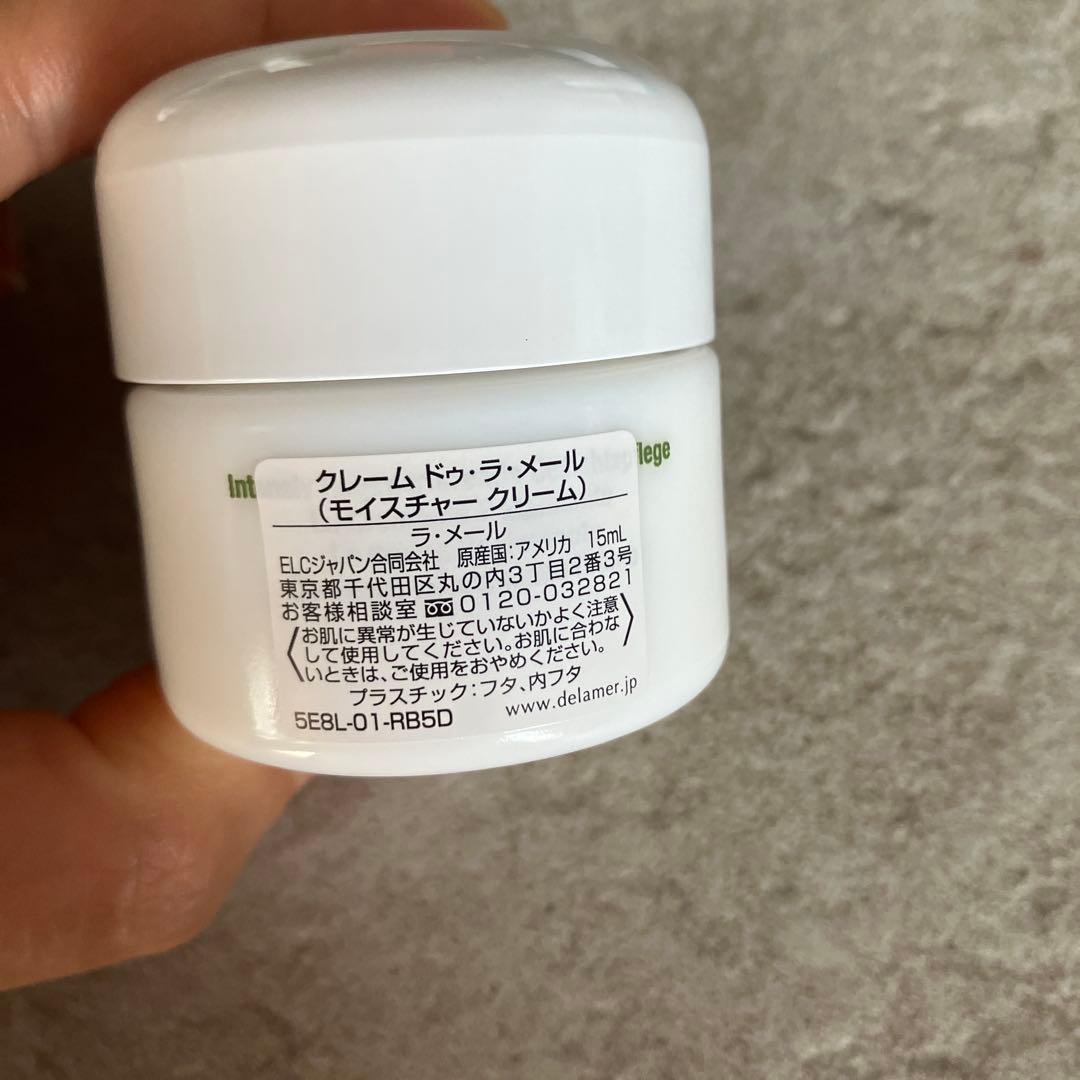 クレーム ドゥ・ラ・メール
(モイスチャー クリーム)
ラ・メール
ELCジャパン合同会社 原産国:アメリカ 15mL
東京都千代田区丸の内3丁目2番3号
お客様相談室 0120-032821
〈お肌に異常が生じていないかよく注意
して使用してください。お肌に合わな
いときは、ご使用をおやめください。〉
プラスチック:フタ、内フタ
5E8L-01-RB5D www.delamer.jp